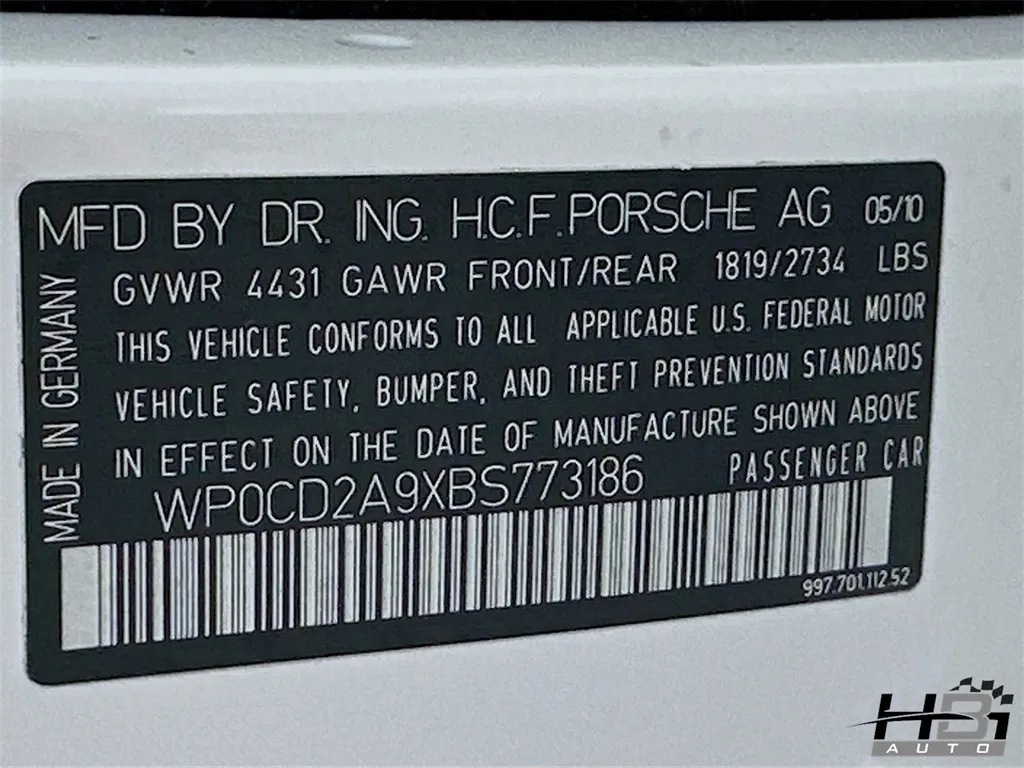 MFD BY DR. ING. H.C.F. PORSCHE AG 05/10
GVWR 4431 GAWR FRONT/REAR 1819/2734 LBS
THIS VEHICLE CONFORMS TO ALL APPLICABLE U.S. FEDERAL MOTOR
VEHICLE SAFETY, BUMPER, AND THEFT PREVENTION STANDARDS
IN EFFECT ON THE DATE OF MANUFACTURE SHOWN ABOVE
WP0CD2A9XBS773186 PASSENGER CAR
997.701.112.52
MADE IN GERMANY
HBI
AUTO